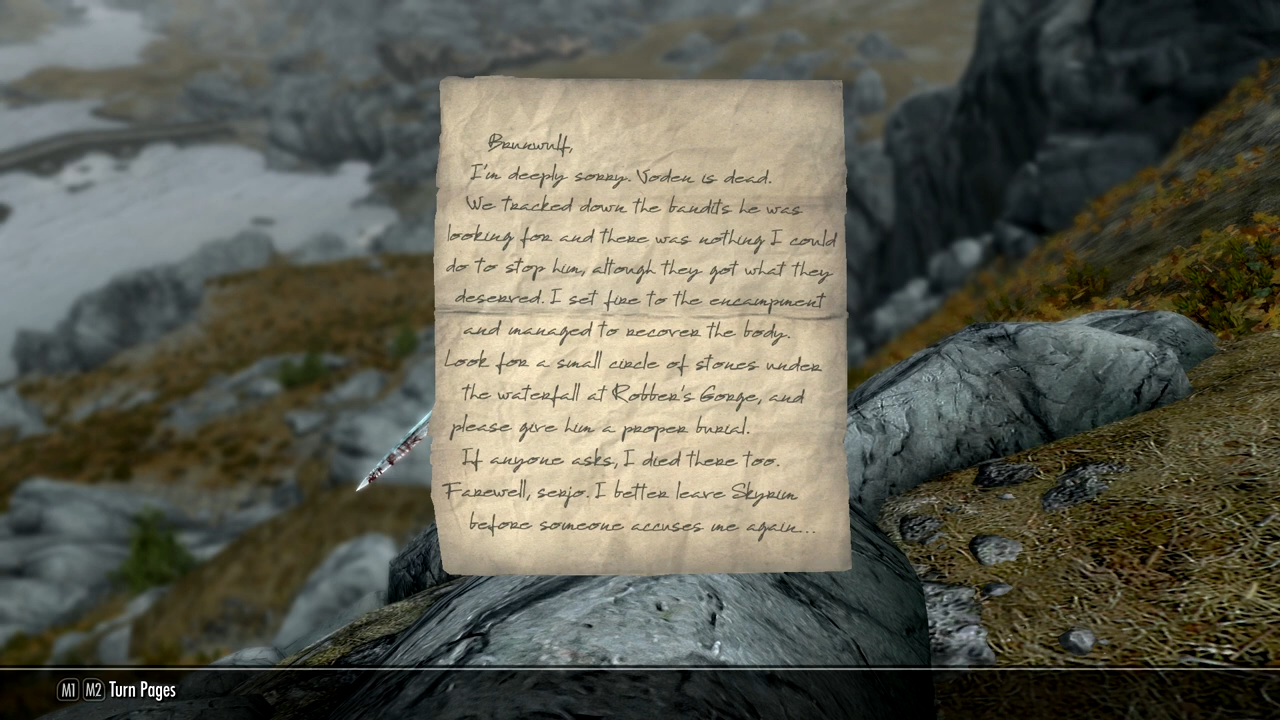 Brunwulf,
I'm deeply sorry. Voden is dead.
We tracked down the bandits he was
looking for and there was nothing I could
do to stop him, altough they got what they
deserved. I set fire to the encampment
and managed to recover the body.
Look for a small circle of stones under
the waterfall at Robber's Gorge, and
please give him a proper burial.
If anyone asks, I died there too.
Farewell, serjo. I better leave Skyrim
before someone accuses me again...
M1 M2 Turn Pages